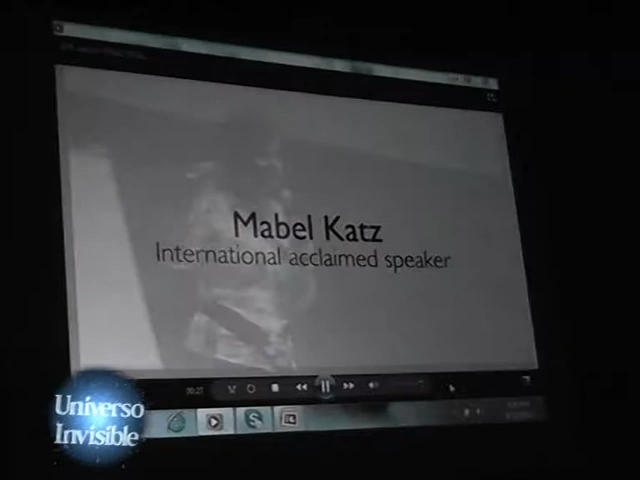 Mabel Katz
International acclaimed speaker
Universo
Invisible